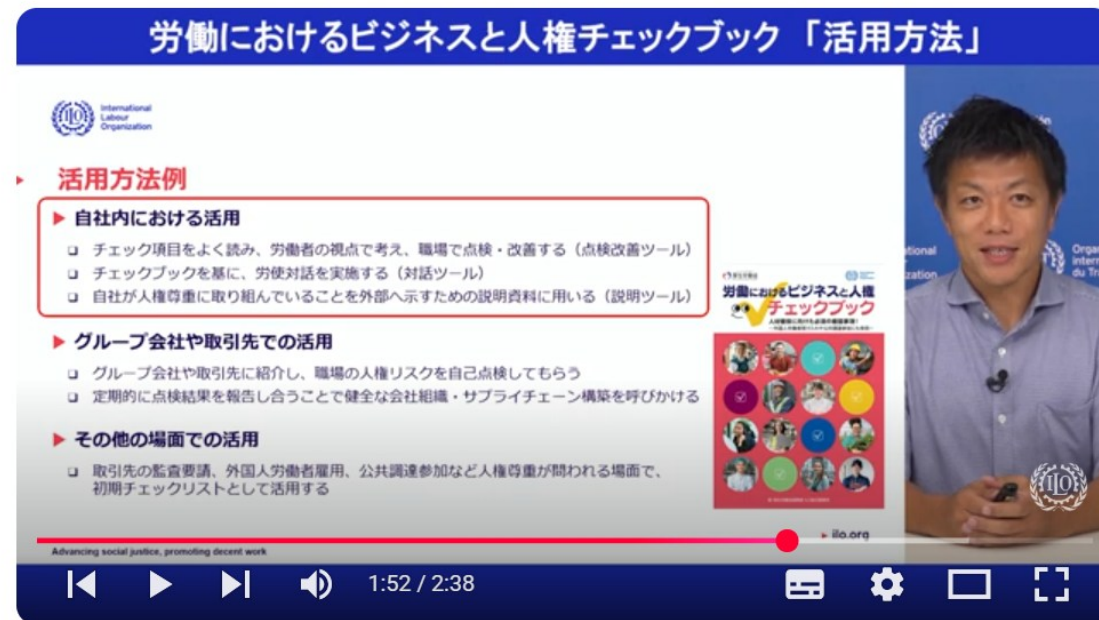 労働におけるビジネスと人権チェックブック 「活用方法」
International
Labour
Organization
活用方法例
自社内における活用
チェック項目をよく読み、労働者の視点で考え、職場で点検・改善する（点検改善ツール）
チェックブックを基に、労使対話を実施する（対話ツール）
自社が人権尊重に取り組んでいることを外部へ示すための説明資料に用いる（説明ツール）
グループ会社や取引先での活用
グループ会社や取引先に紹介し、職場の人権リスクを自己点検してもらう
定期的に点検結果を報告し合うことで健全な会社組織・サプライチェーン構築を呼びかける
その他の場面での活用
取引先の監査要請、外国人労働者雇用、公共調達参加など人権尊重が問われる場面で、
初期チェックリストとして活用する
労働におけるビジネスと人権
チェックブック
ilo.org
Advancing social justice, promoting decent work
1:52 / 2:38